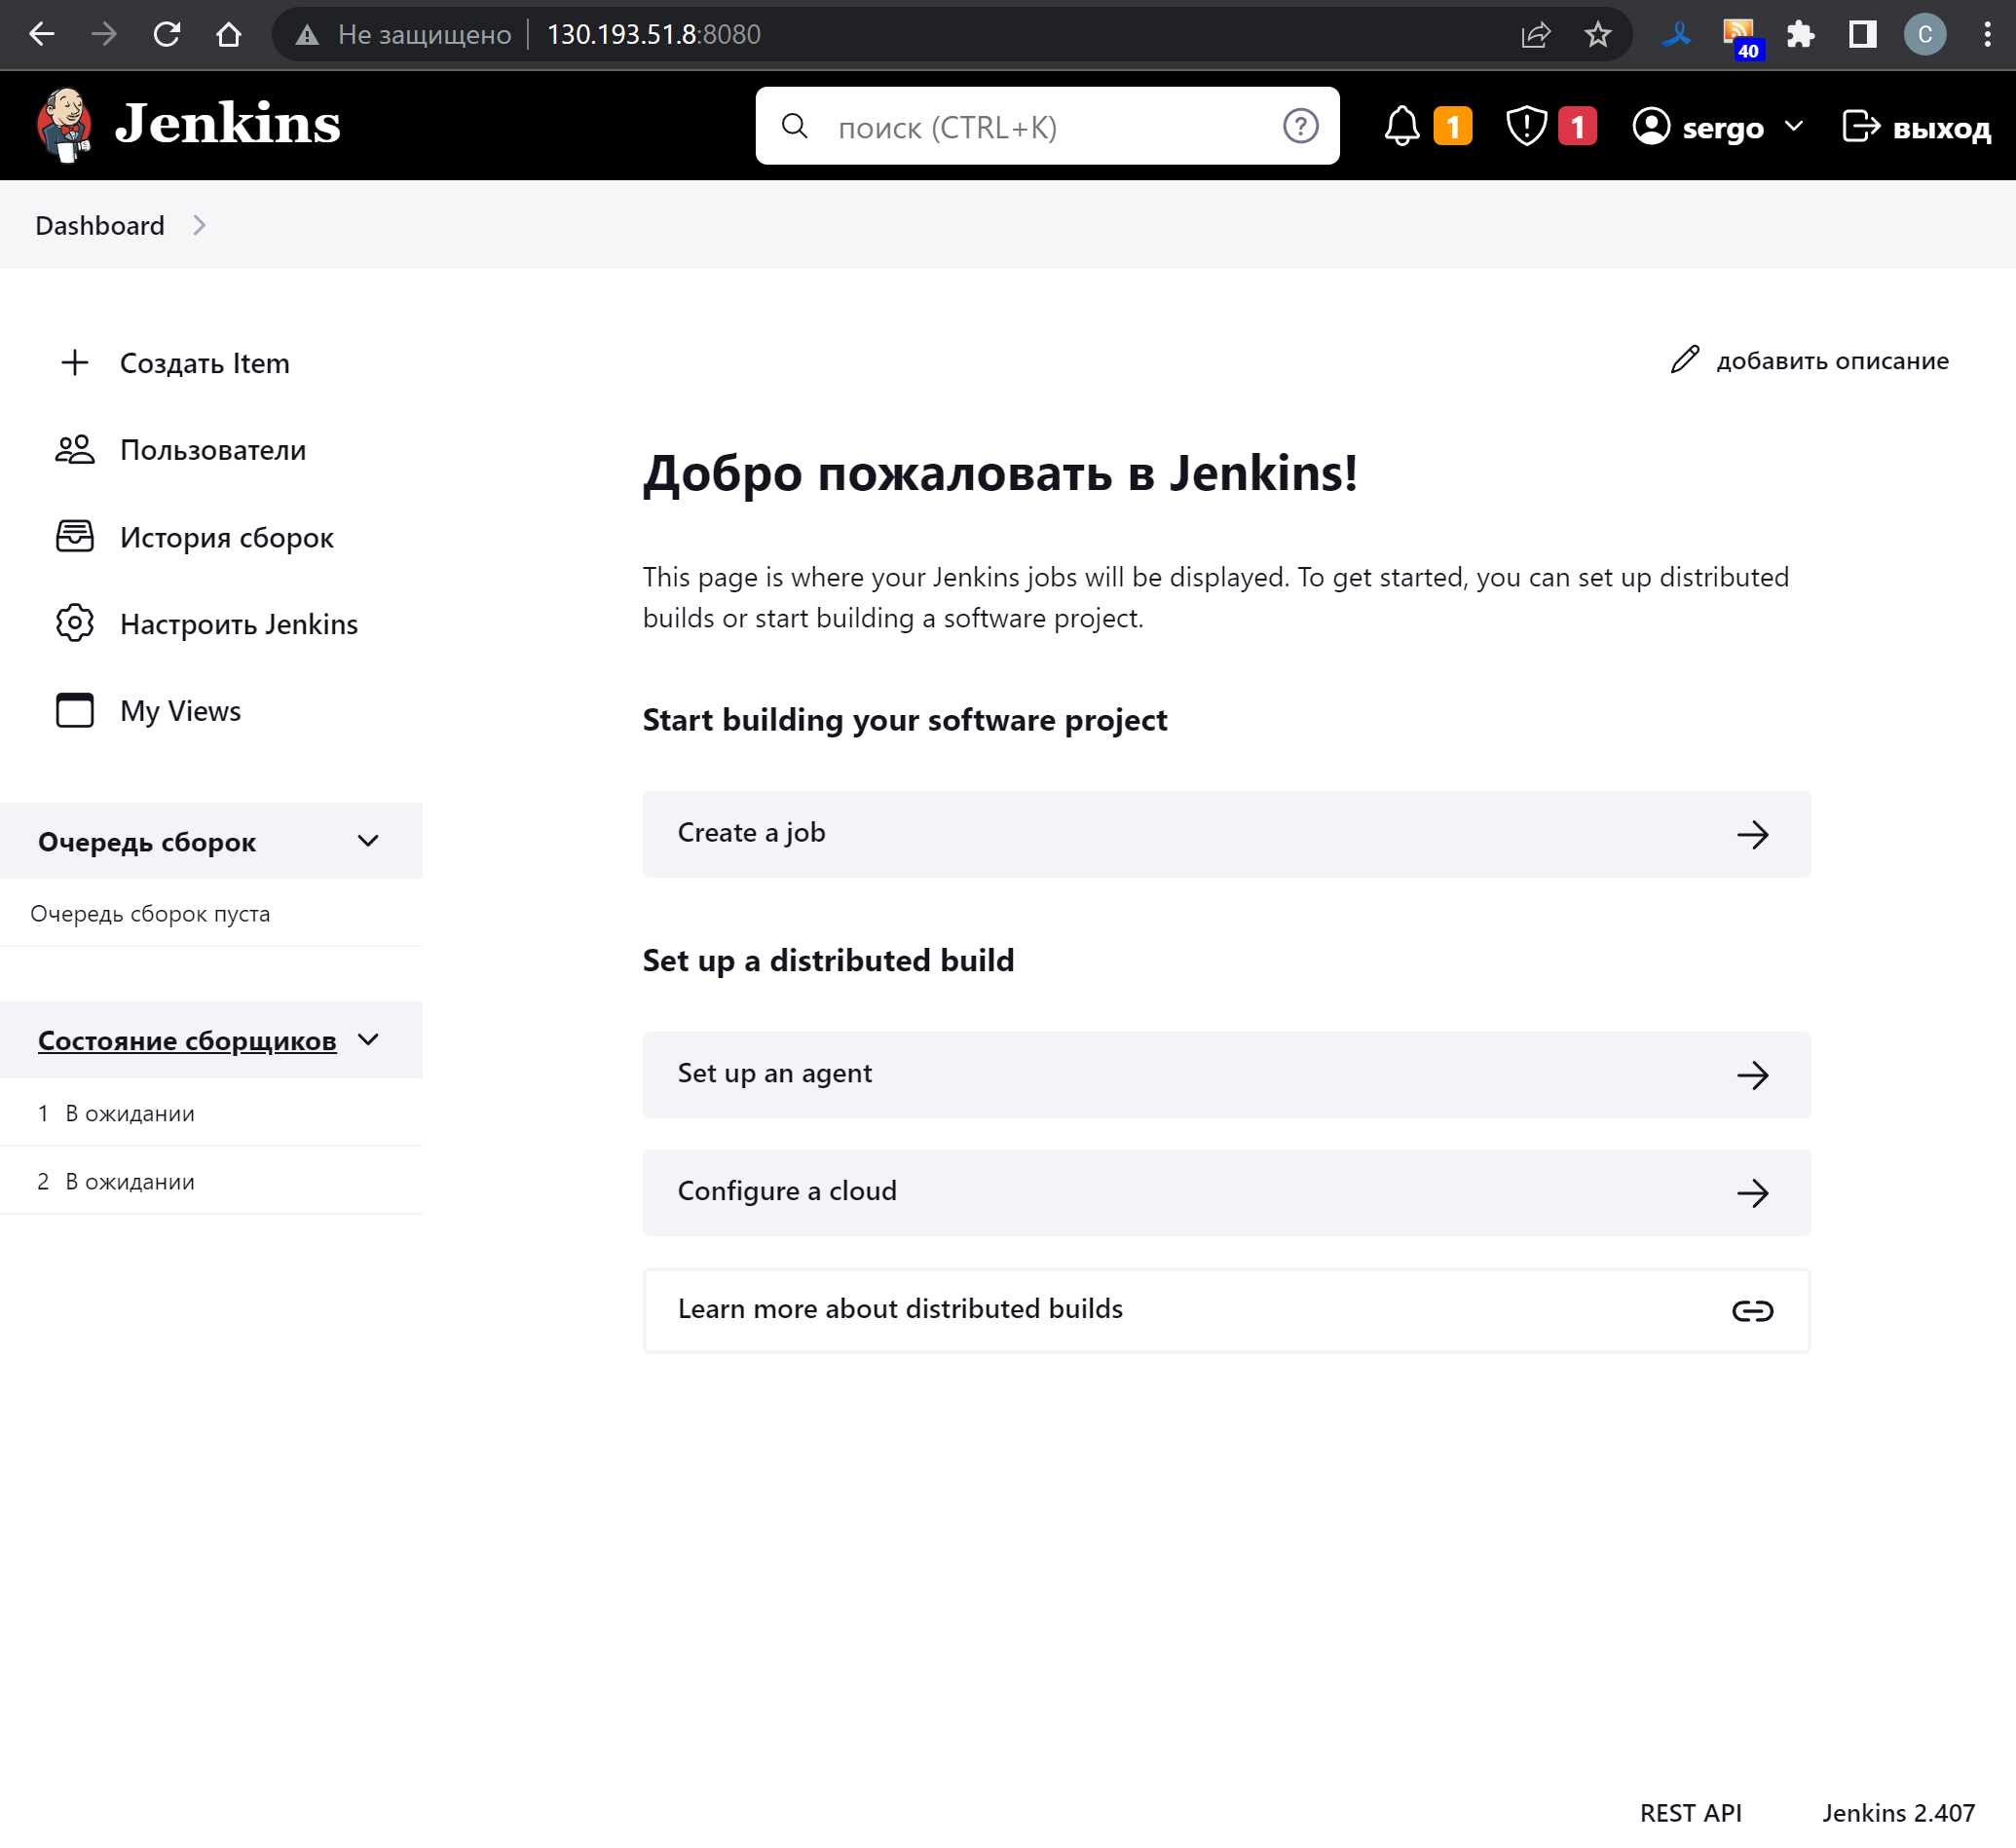 Не защищено 130.193.51.8:8080
40
C
Jenkins
поиск (CTRL+K)
?
1
1
sergo
выход
Dashboard
Создать Item
Пользователи
История сборок
Настроить Jenkins
My Views
Очередь сборок
Очередь сборок пуста
Состояние сборщиков
1 В ожидании
2 В ожидании
добавить описание
Добро пожаловать в Jenkins!
This page is where your Jenkins jobs will be displayed. To get started, you can set up distributed
builds or start building a software project.
Start building your software project
Create a job
Set up a distributed build
Set up an agent
Configure a cloud
Learn more about distributed builds
REST API
Jenkins 2.407